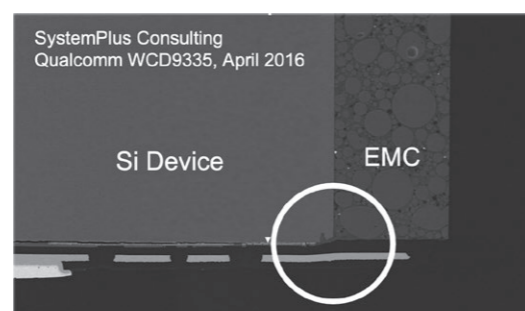 SystemPlus Consulting
Qualcomm WCD9335, April 2016
Si Device
EMC